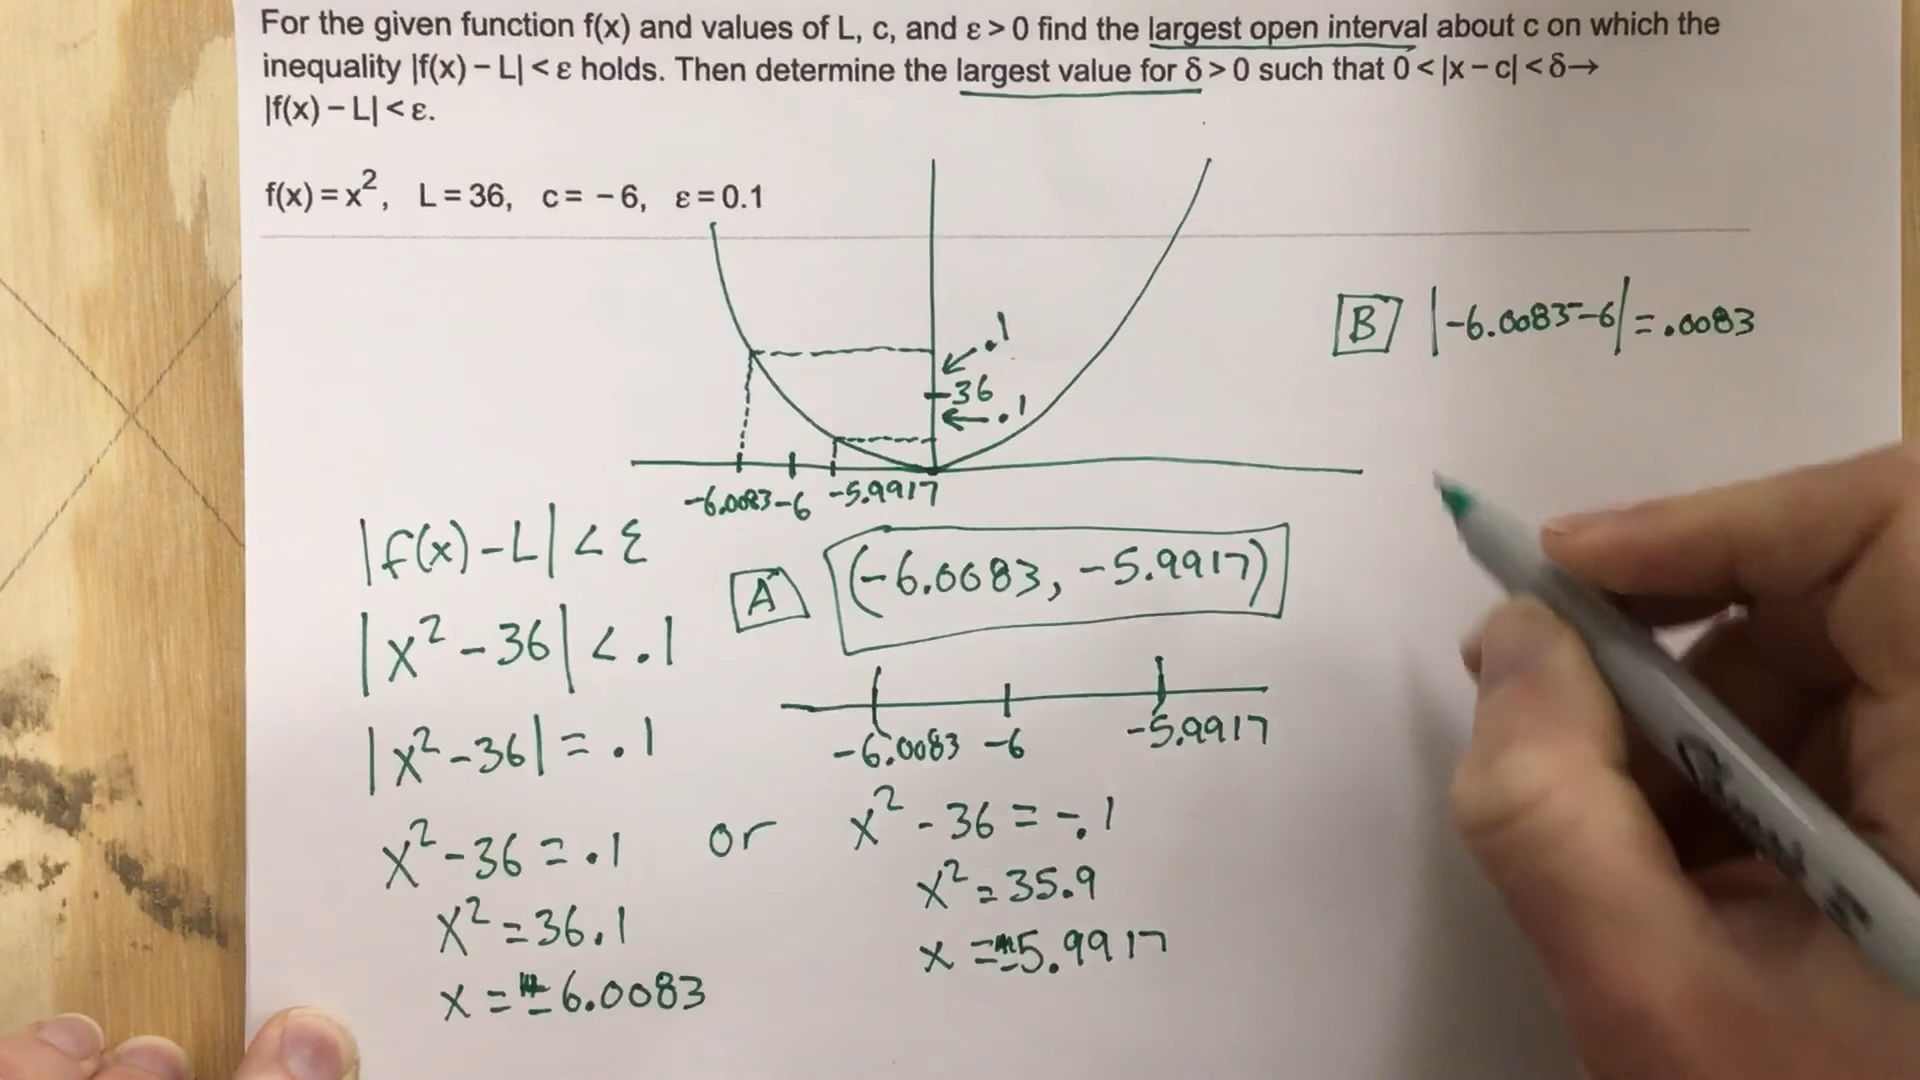 For the given function f(x) and values of L, c, and ε > 0 find the largest open interval about c on which the
inequality |f(x) − L| < ε holds. Then determine the largest value for δ > 0 such that 0 < |x − c| < δ→
|f(x) − L| < ε.
f(x) = x², L = 36, c = − 6, ε = 0.1
.1
36
.1
-6.0083 -6 -5.9917
B |-6.0083--6| = .0083
|f(x)-L| < ε
A (-6.0083, -5.9917)
|x²-36| < .1
-6.0083 -6 -5.9917
|x²-36| = .1
x²-36 = .1 or x²-36 = -.1
x² = 36.1
x² = 35.9
x = -6.0083
x = -5.9917